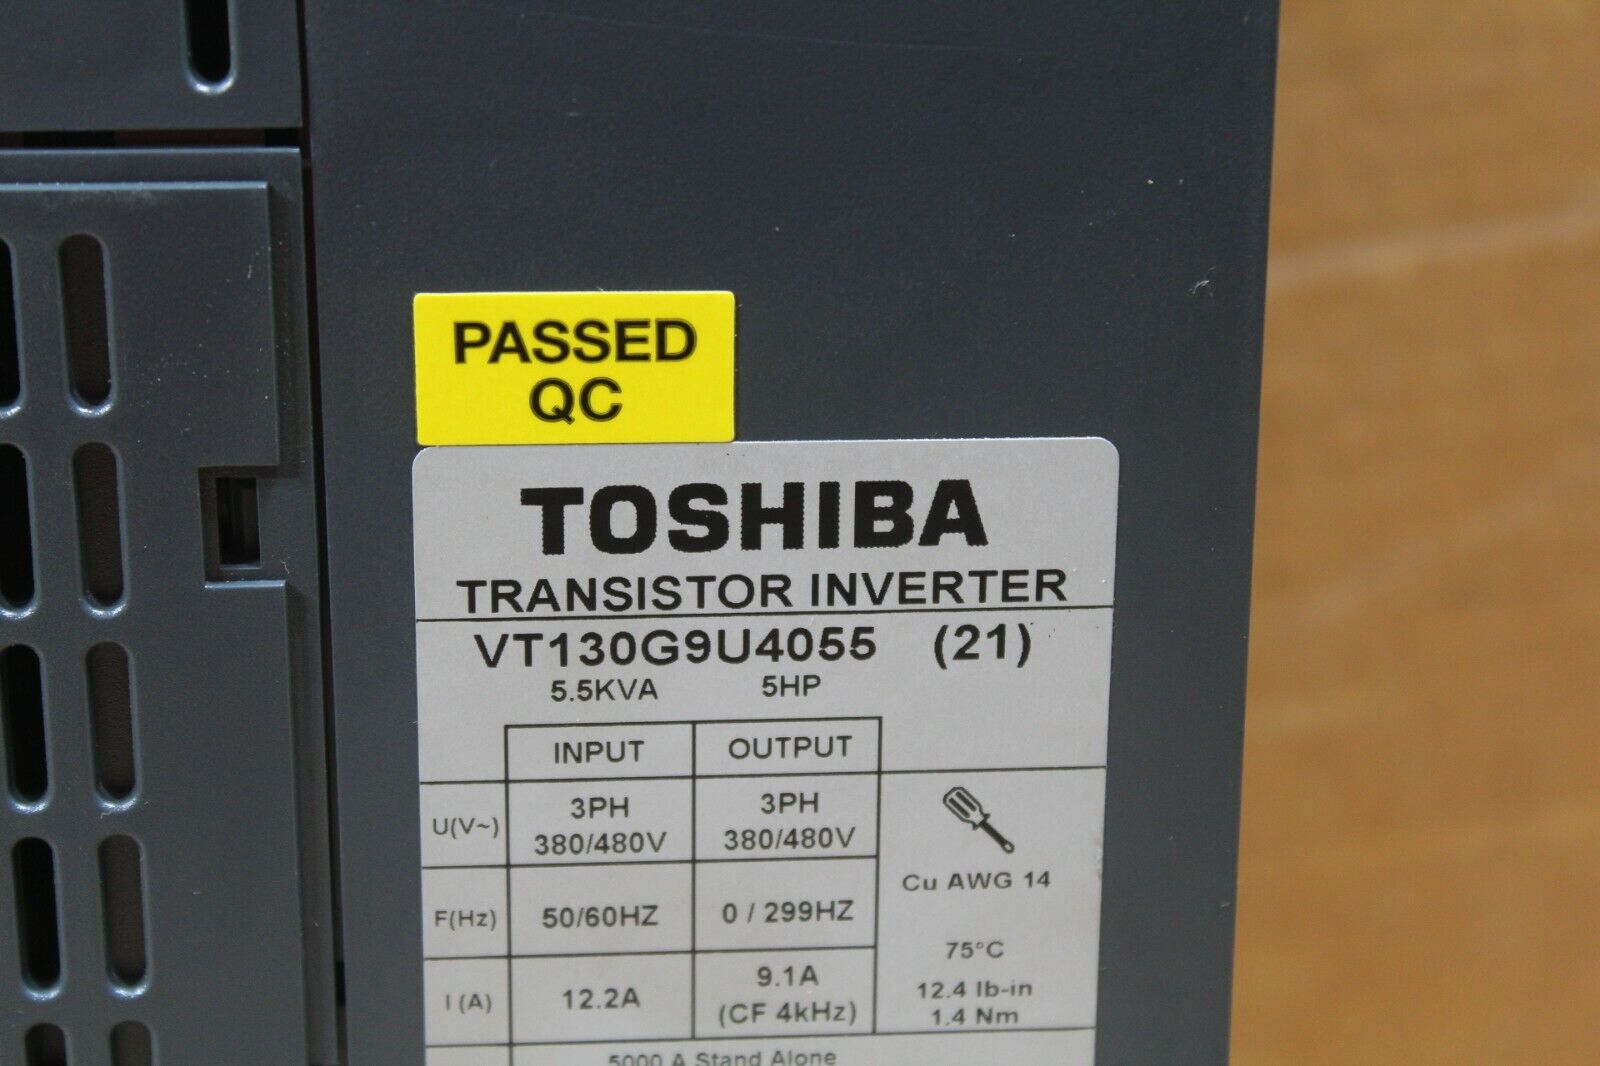 PASSED
QC
TOSHIBA
TRANSISTOR INVERTER
VT130G9U4055 (21)
5.5KVA 5HP
INPUT OUTPUT
U(V~) 3PH 380/480V 3PH 380/480V
F(Hz) 50/60HZ 0 / 299HZ
I (A) 12.2A 9.1A (CF 4kHz)
Cu AWG 14
75°C
12.4 lb-in
1.4 Nm
5000 A Stand Alone